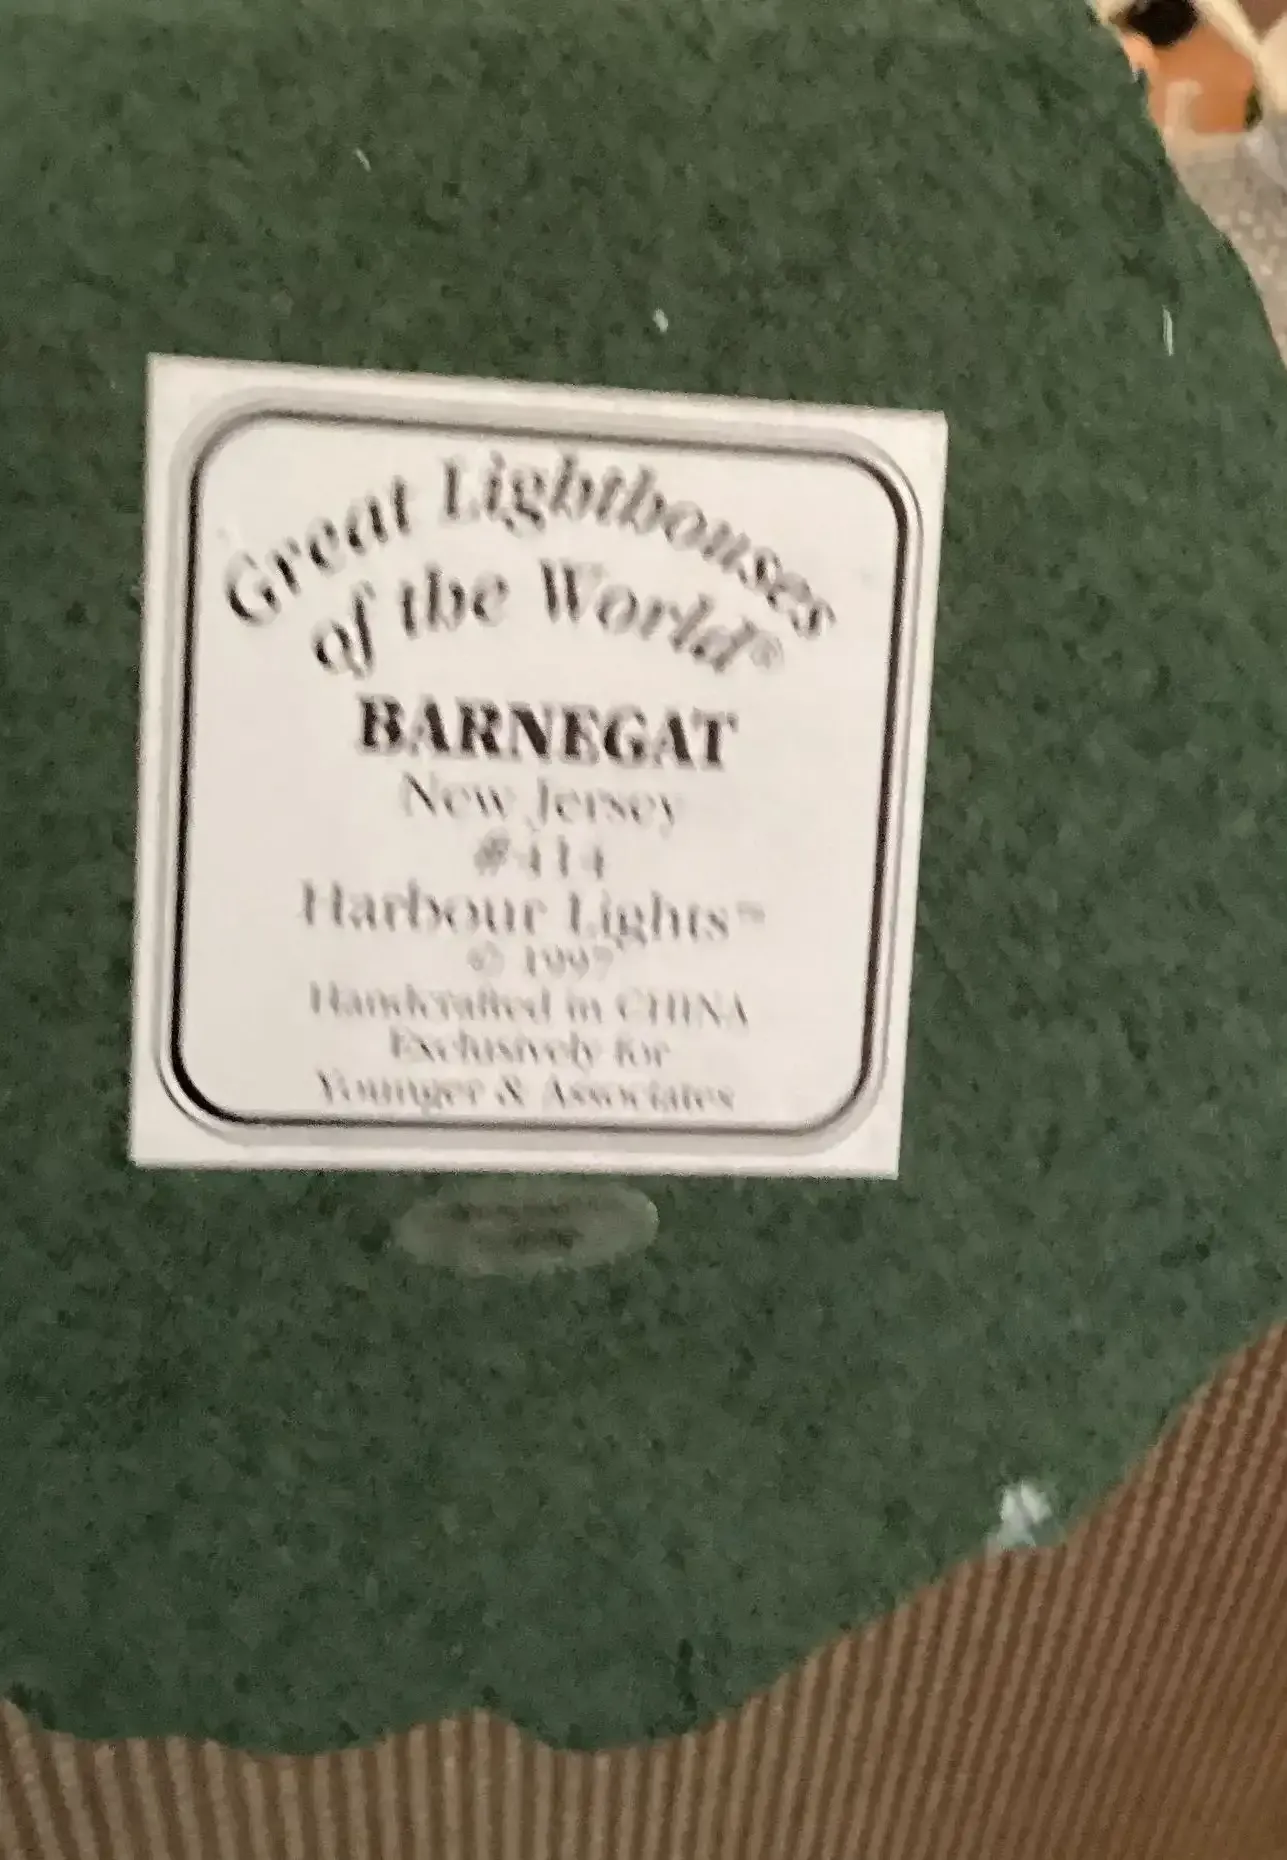 Great Lighthouses
of the World®
BARNEGAT
New Jersey
#414
Harbour Lights™
© 1997
Handcrafted in CHINA
Exclusively for
Younger & Associates